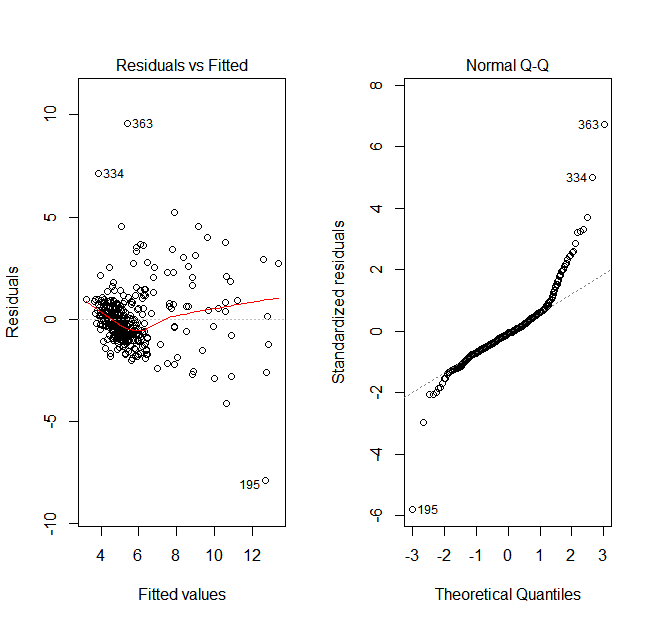 Residuals vs Fitted
Residuals
10
5
0
-5
-10
363
334
195
4 6 8 10 12
Fitted values
Normal Q-Q
Standardized residuals
8
6
4
2
0
-2
-4
-6
363
334
195
-3 -2 -1 0 1 2 3
Theoretical Quantiles